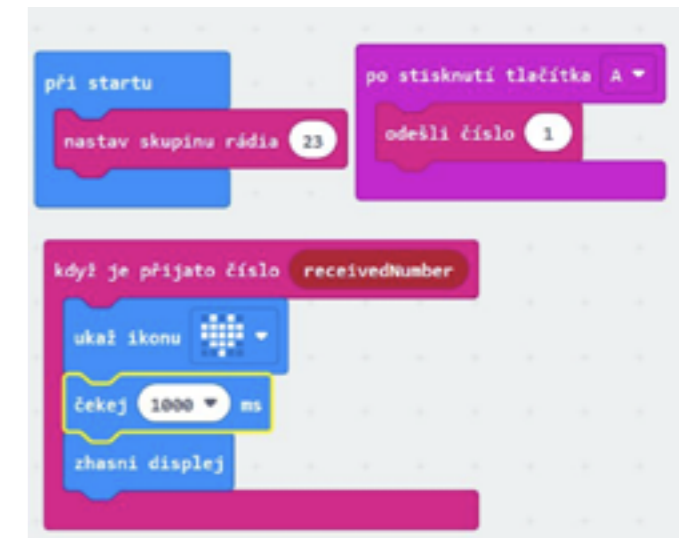 při startu
nastav skupinu rádia 23
po stisknutí tlačítka A
odešli číslo 1
když je přijato číslo receivedNumber
ukaž ikonu
čekej 1000 ms
zhasni displej